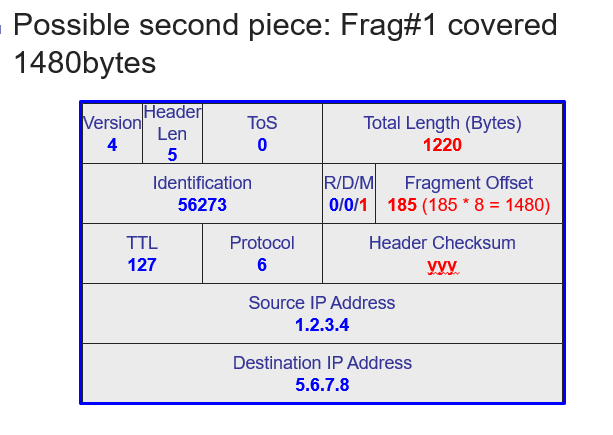 Possible second piece: Frag#1 covered
1480bytes
Version
4
Header
Len
5
ToS
0
Total Length (Bytes)
1220
Identification
56273
R/D/M
0/0/1
Fragment Offset
185 (185 * 8 = 1480)
TTL
127
Protocol
6
Header Checksum
yyy
Source IP Address
1.2.3.4
Destination IP Address
5.6.7.8